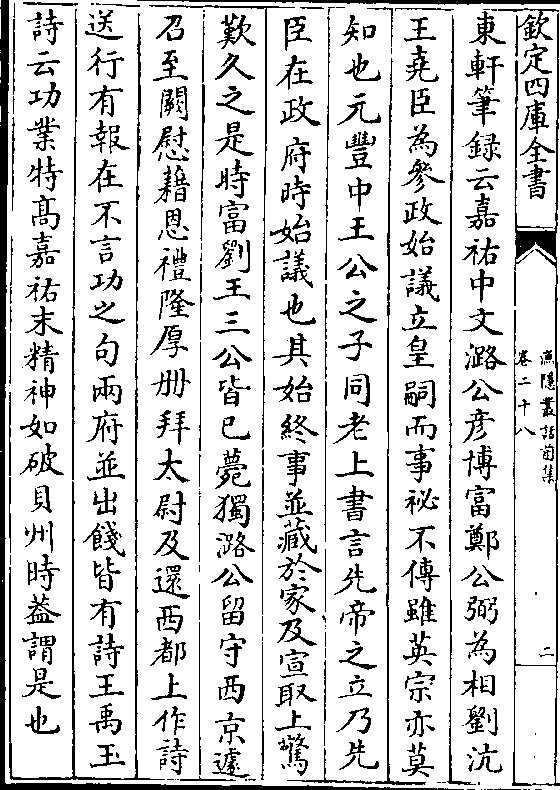 欽定四庫全書
漁隱叢話前集
卷二十八
二
東軒筆録云嘉祐中文潞公彦博富鄭公弼為相劉沆
王堯臣為參政始議立皇嗣而事祕不傳雖英宗亦莫
知也元豐中王公之子同老上書言先帝之立乃先
臣在政府時始議也其始終事並藏於家及宣取上驚
歎久之是時富劉王三公皆已薨獨潞公留守西京遽
召至闕慰藉恩禮隆厚册拜太尉及還西都上作詩
送行有報在不言功之句兩府並出餞皆有詩王禹玉
詩云功業特髙嘉祐末精神如破貝州時葢謂是也